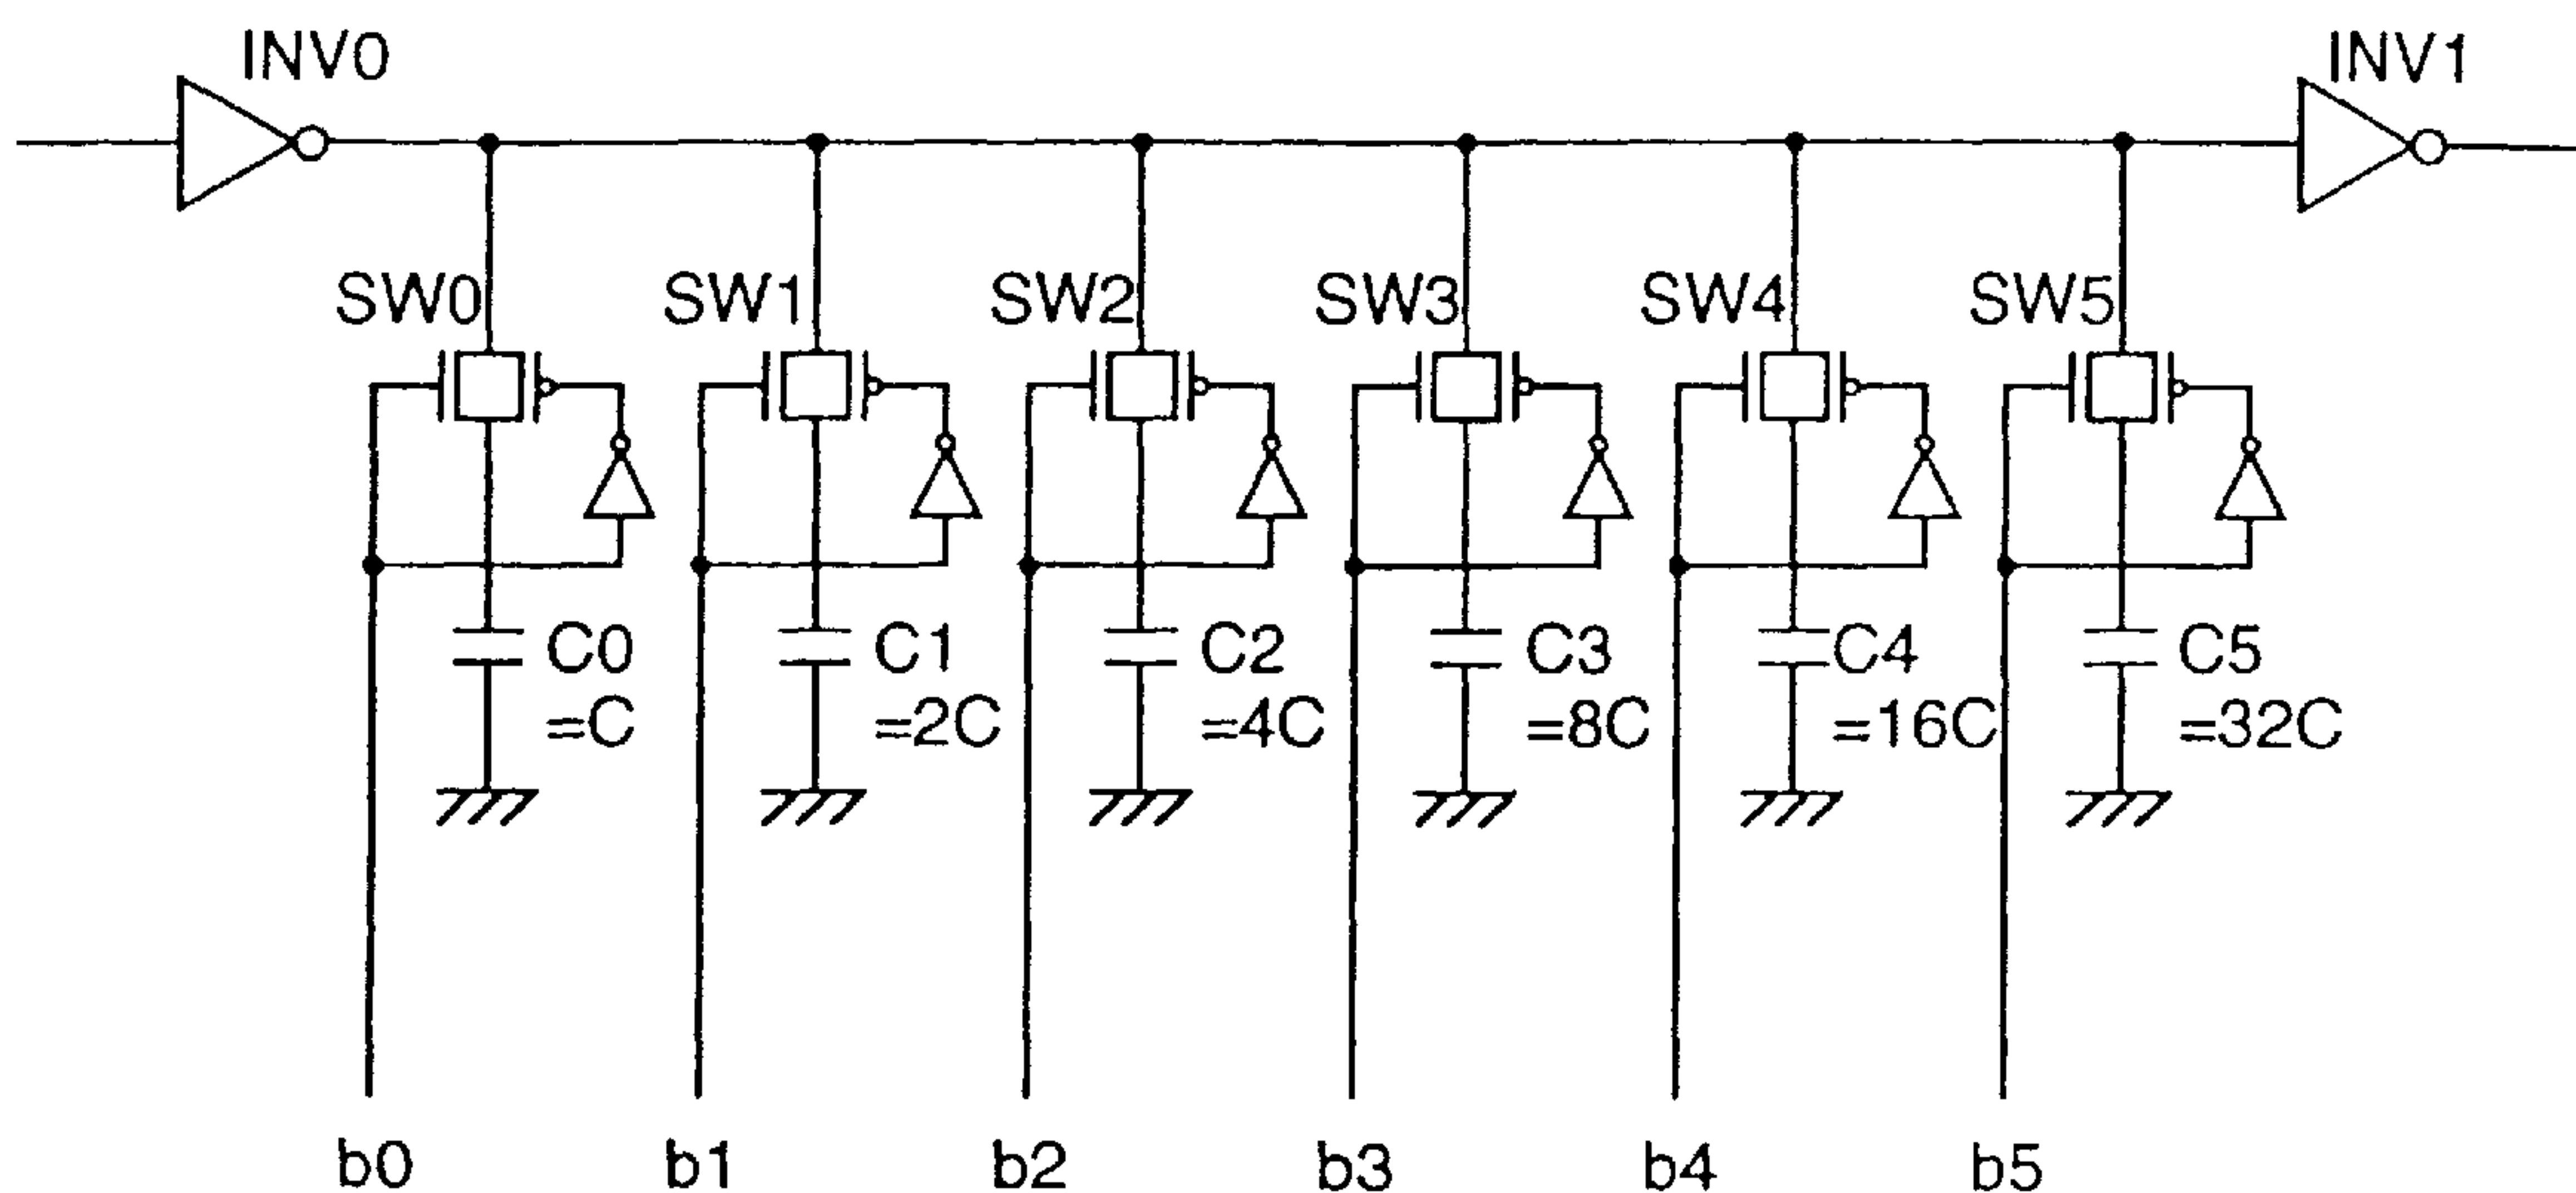 INV0
INV1
SW0
SW1
SW2
SW3
SW4
SW5
C0
=C
C1
=2C
C2
=4C
C3
=8C
C4
=16C
C5
=32C
b0
b1
b2
b3
b4
b5